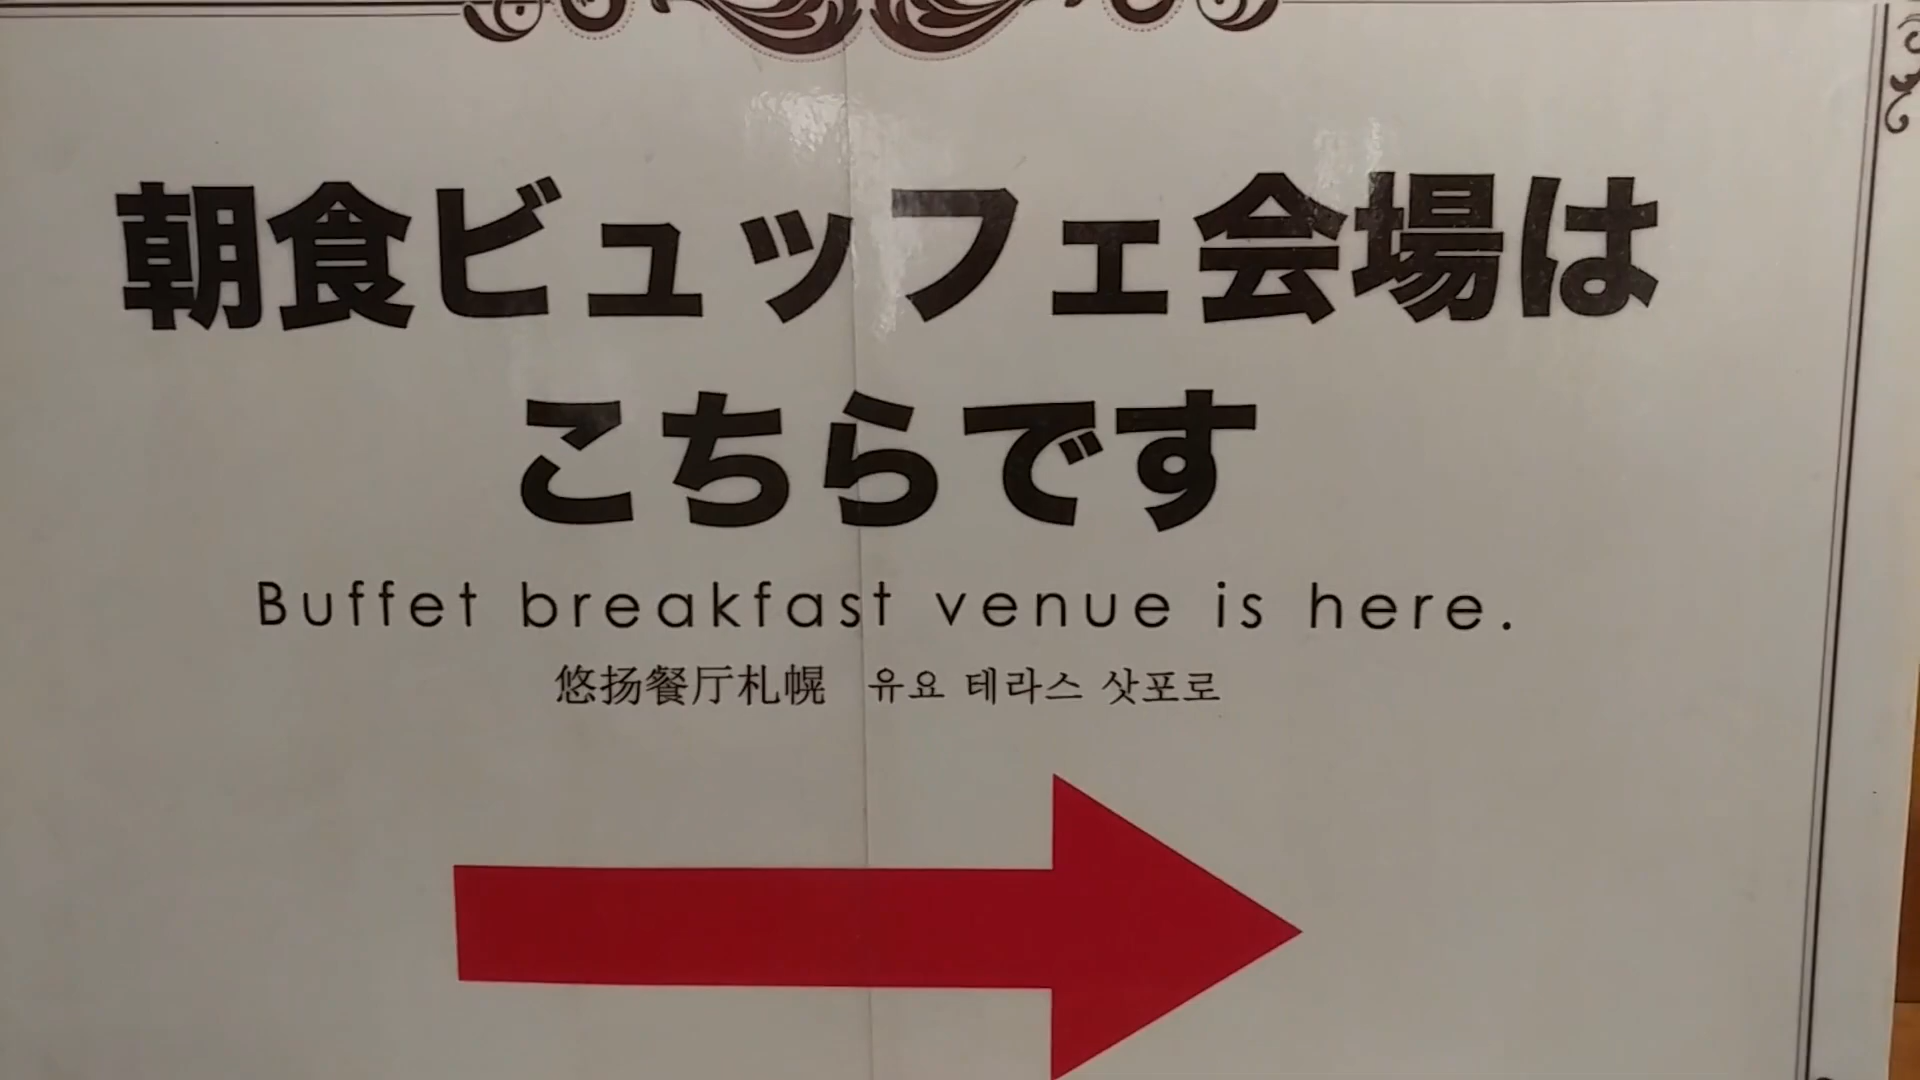 朝食ビュッフェ会場は
こちらです
Buffet breakfast venue is here.
悠扬餐厅札幌　유요 테라스 삿포로